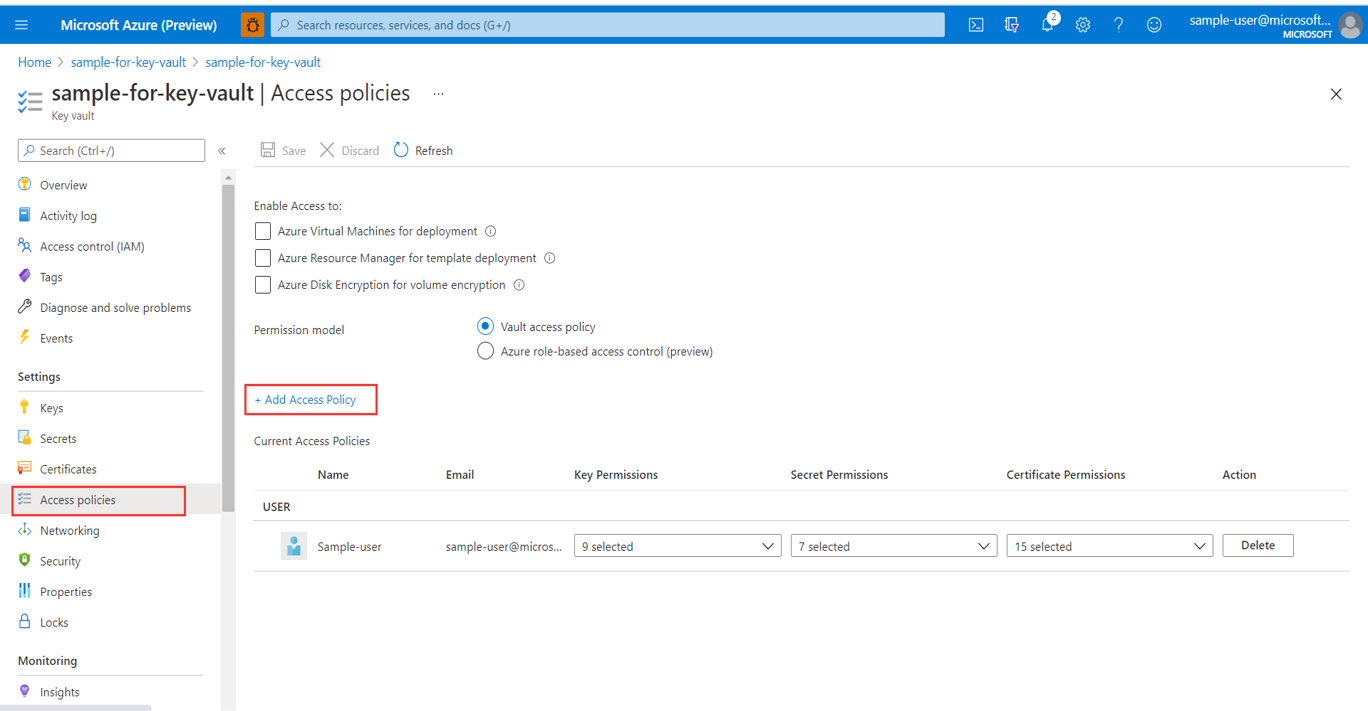 Microsoft Azure (Preview)
Search resources, services, and docs (G+/)
2
sample-user@microsoft...
MICROSOFT
Home > sample-for-key-vault > sample-for-key-vault
sample-for-key-vault | Access policies ...
Key vault
Search (Ctrl+/)
«
Save
Discard
Refresh
Overview
Activity log
Access control (IAM)
Tags
Diagnose and solve problems
Events
Settings
Keys
Secrets
Certificates
Access policies
Networking
Security
Properties
Locks
Monitoring
Insights
Enable Access to:
Azure Virtual Machines for deployment
Azure Resource Manager for template deployment
Azure Disk Encryption for volume encryption
Permission model
Vault access policy
Azure role-based access control (preview)
+ Add Access Policy
Current Access Policies
Name Email Key Permissions Secret Permissions Certificate Permissions Action
USER
Sample-user sample-user@micros... 9 selected 7 selected 15 selected Delete